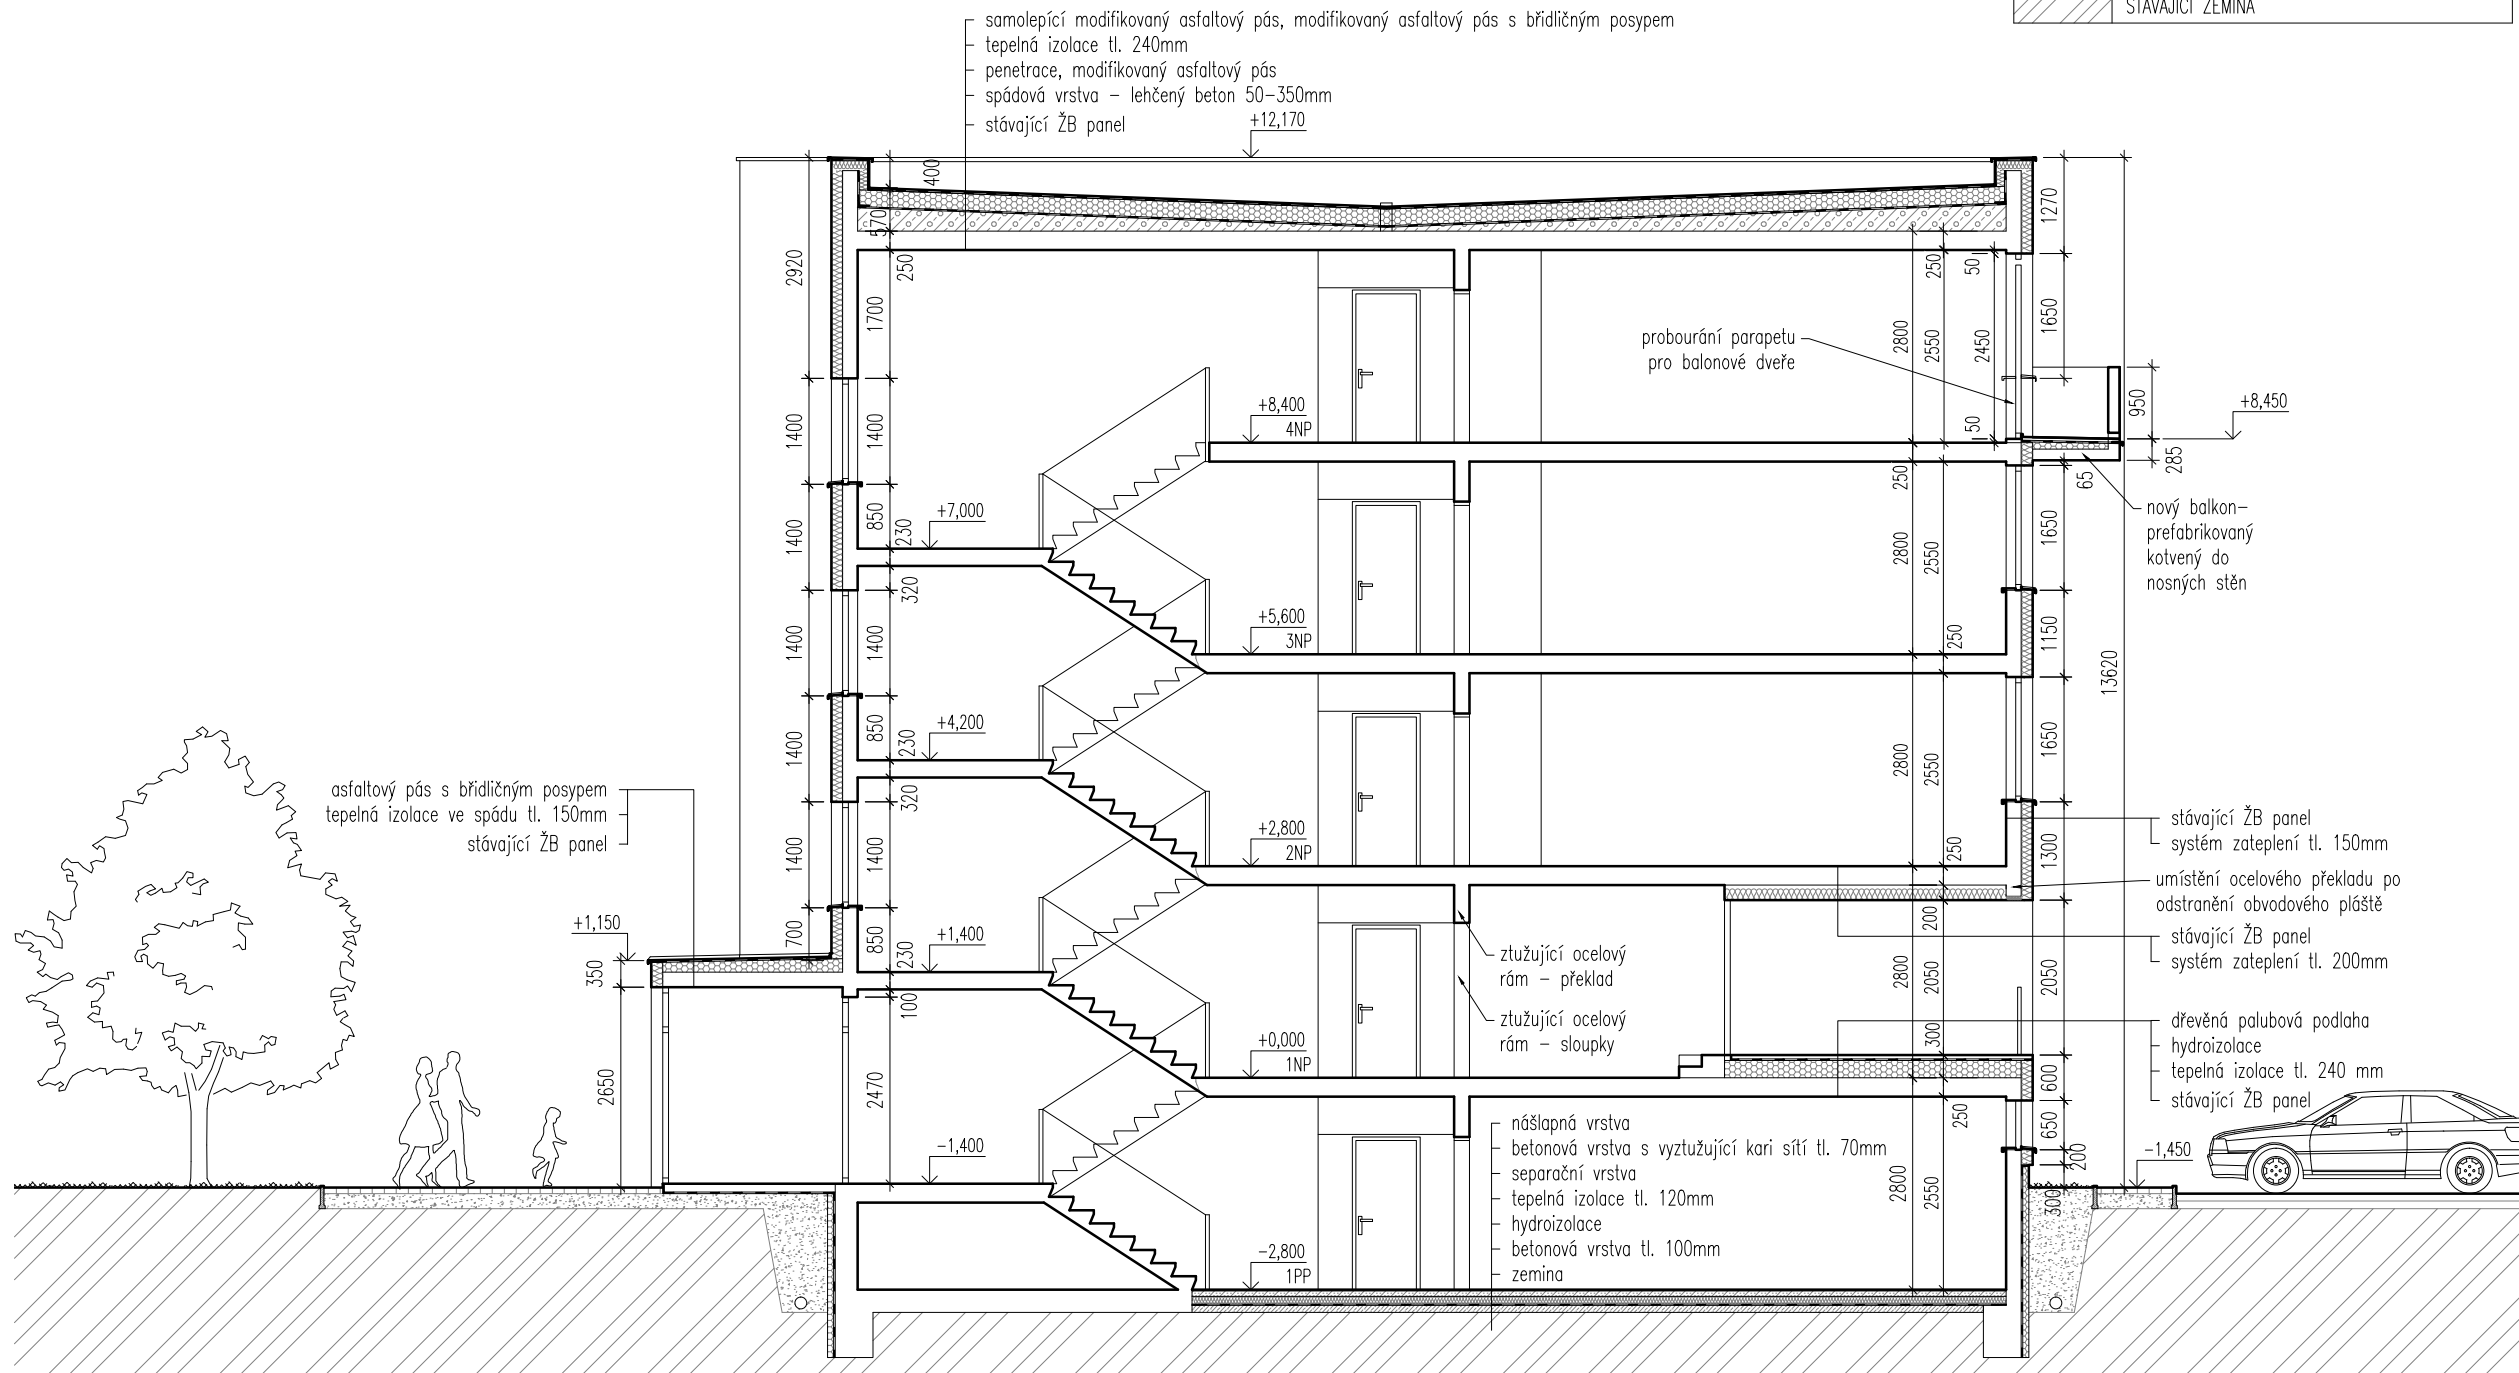 samolepící modifikovaný asfaltový pás, modifikovaný asfaltový pás s břidličným posypem
tepelná izolace tl. 240mm
penetrace, modifikovaný asfaltový pás
spádová vrstva – lehčený beton 50-350mm
stávající ŽB panel
STÁVAJÍCÍ ZEMINA
+12,170
400
570
250
2920
1700
1400
1400
1400
850
230
320
1400
1400
1400
850
230
320
1400
1400
700
850
230
100
2470
+7,000
+4,200
+1,400
-1,400
+8,400
4NP
+5,600
3NP
+2,800
2NP
+0,000
1NP
-2,800
1PP
probourání parapetu
pro balonové dveře
250
50
2800
2550
2450
50
250
2800
2550
250
2800
2550
250
200
2800
2050
300
250
2800
2550
1270
1650
950
285
65
+8,450
1650
1150
13620
1650
1300
2050
600
650
200
300
-1,450
nový balkon-
prefabrikovaný
kotvený do
nosných stěn
stávající ŽB panel
systém zateplení tl. 150mm
umístění ocelového překladu po
odstranění obvodového pláště
stávající ŽB panel
systém zateplení tl. 200mm
dřevěná palubová podlaha
hydroizolace
tepelná izolace tl. 240 mm
stávající ŽB panel
asfaltový pás s břidličným posypem
tepelná izolace ve spádu tl. 150mm
stávající ŽB panel
+1,150
350
2650
ztužující ocelový
rám – překlad
ztužující ocelový
rám – sloupky
nášlapná vrstva
betonová vrstva s vyztužující kari sítí tl. 70mm
separační vrstva
tepelná izolace tl. 120mm
hydroizolace
betonová vrstva tl. 100mm
zemina